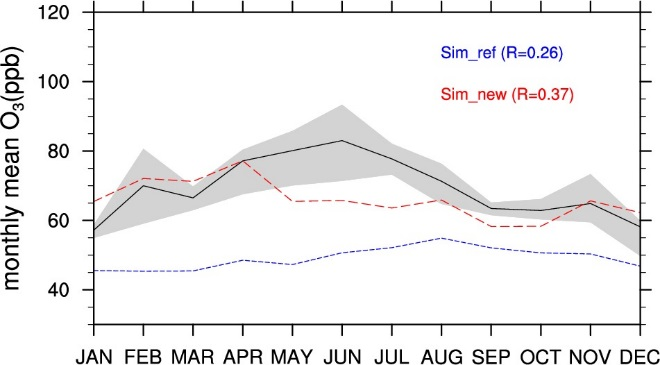 120
100
80
60
40
monthly mean O₃(ppb)
Sim_ref (R=0.26)
Sim_new (R=0.37)
JAN FEB MAR APR MAY JUN JUL AUG SEP OCT NOV DEC